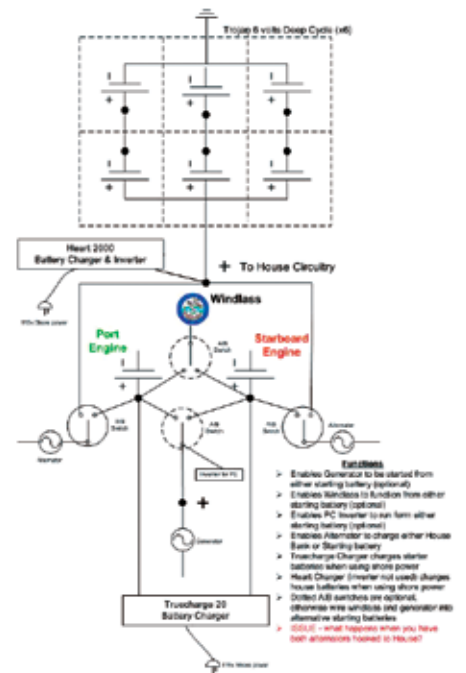 Trojan 6 volts Deep Cycle (x6)
Heart 2000
Battery Charger & Inverter
+ To House Circuitry
Windlass
Port
Engine
Starboard
Engine
A/B
Switch
A/B
Switch
A/B
Switch
A/B
Switch
Alternator
Alternator
Inverter for PC
+
Generator
Truecharge 20
Battery Charger
Functions
➢ Enables Generator to be started from
either starting battery (optional)
➢ Enables Windlass to function from either
starting battery (optional)
➢ Enables PC Inverter to run form either
starting battery (optional)
➢ Enables Alternator to charge either House
Bank or Starting battery
➢ Truecharge Charger charges starter
batteries when using shore power
➢ Heart Charger (inverter not used) charges
house batteries when using shore power
➢ Dotted A/B switches are optional,
otherwise wire windlass and generator into
alternative starting batteries
➢ ISSUE - what happens when you have
both alternators hooked to House?